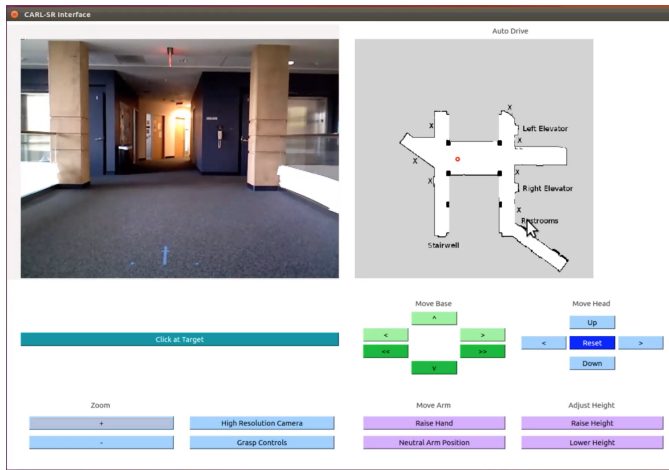 CARL-SR Interface
Auto Drive
X
X
Left Elevator
X
X
X
X
Right Elevator
X
Restrooms
Stairwell
Move Base
Move Head
^
Up
<
>
<
Reset
>
<<
>>
Down
v
Click at Target
Zoom
Move Arm
Adjust Height
+
High Resolution Camera
Raise Hand
Raise Height
-
Grasp Controls
Neutral Arm Position
Lower Height